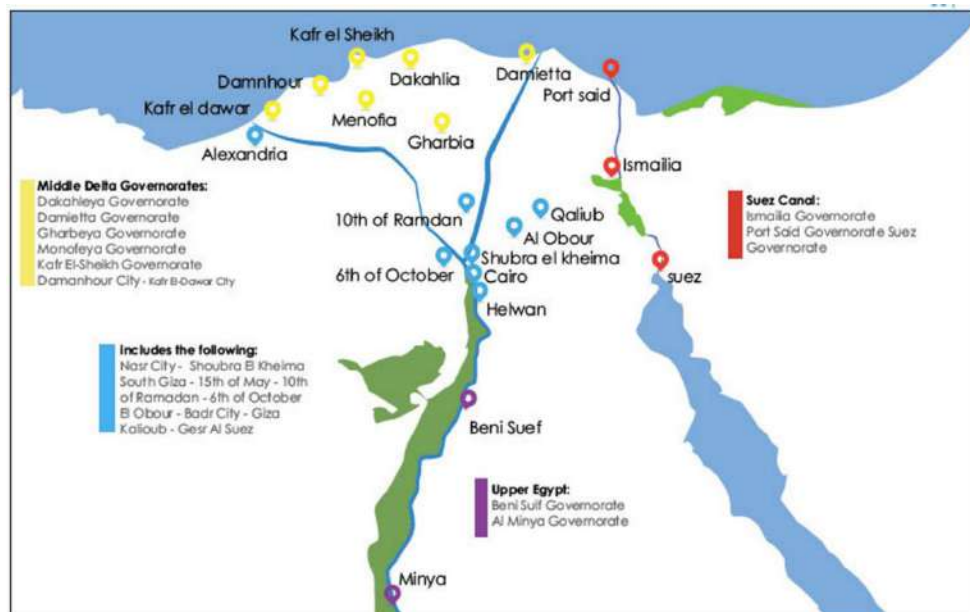 Kafr el Sheikh
Damnhour
Dakahlia
Damietta
Port said
Kafr el dawar
Menofia
Gharbia
Alexandria
Ismailia
Middle Delta Governorates:
Dakahleya Governorate
Damietta Governorate
Gharbeya Governorate
Monofeya Governorate
Kafr El-Sheikh Governorate
Damanhour City - Kafr El-Dawar City
10th of Ramdan
Qaliub
Al Obour
Suez Canal:
Ismailia Governorate
Port Said Governorate Suez
Governorate
6th of October
Shubra el kheima
Cairo
suez
Helwan
Includes the following:
Nasr City - Shoubra El Kheima
South Giza - 15th of May - 10th
of Ramadan - 6th of October
El Obour - Badr City - Giza
Kalioub - Gesr Al Suez
Beni Suef
Upper Egypt:
Beni Suif Governorate
Al Minya Governorate
Minya